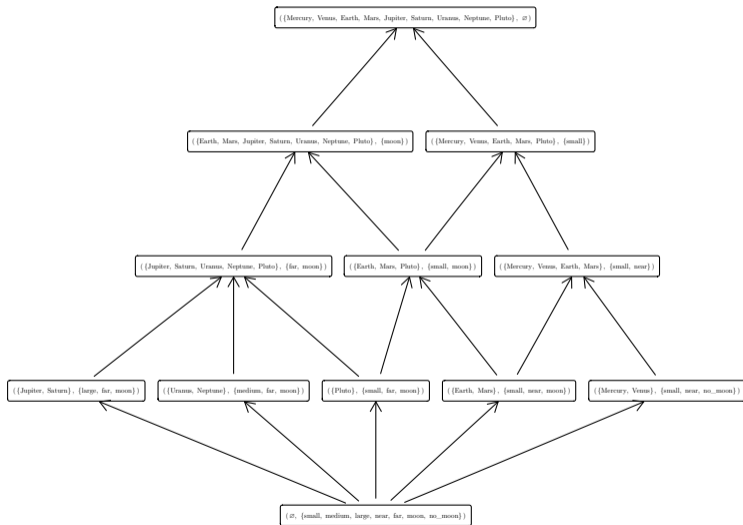 ({Mercury, Venus, Earth, Mars, Jupiter, Saturn, Uranus, Neptune, Pluto}, ∅)
({Earth, Mars, Jupiter, Saturn, Uranus, Neptune, Pluto}, {moon})
({Mercury, Venus, Earth, Mars, Pluto}, {small})
({Jupiter, Saturn, Uranus, Neptune, Pluto}, {far, moon})
({Earth, Mars, Pluto}, {small, moon})
({Mercury, Venus, Earth, Mars}, {small, near})
({Jupiter, Saturn}, {large, far, moon})
({Uranus, Neptune}, {medium, far, moon})
({Pluto}, {small, far, moon})
({Earth, Mars}, {small, near, moon})
({Mercury, Venus}, {small, near, no_moon})
(∅, {small, medium, large, near, far, moon, no_moon})